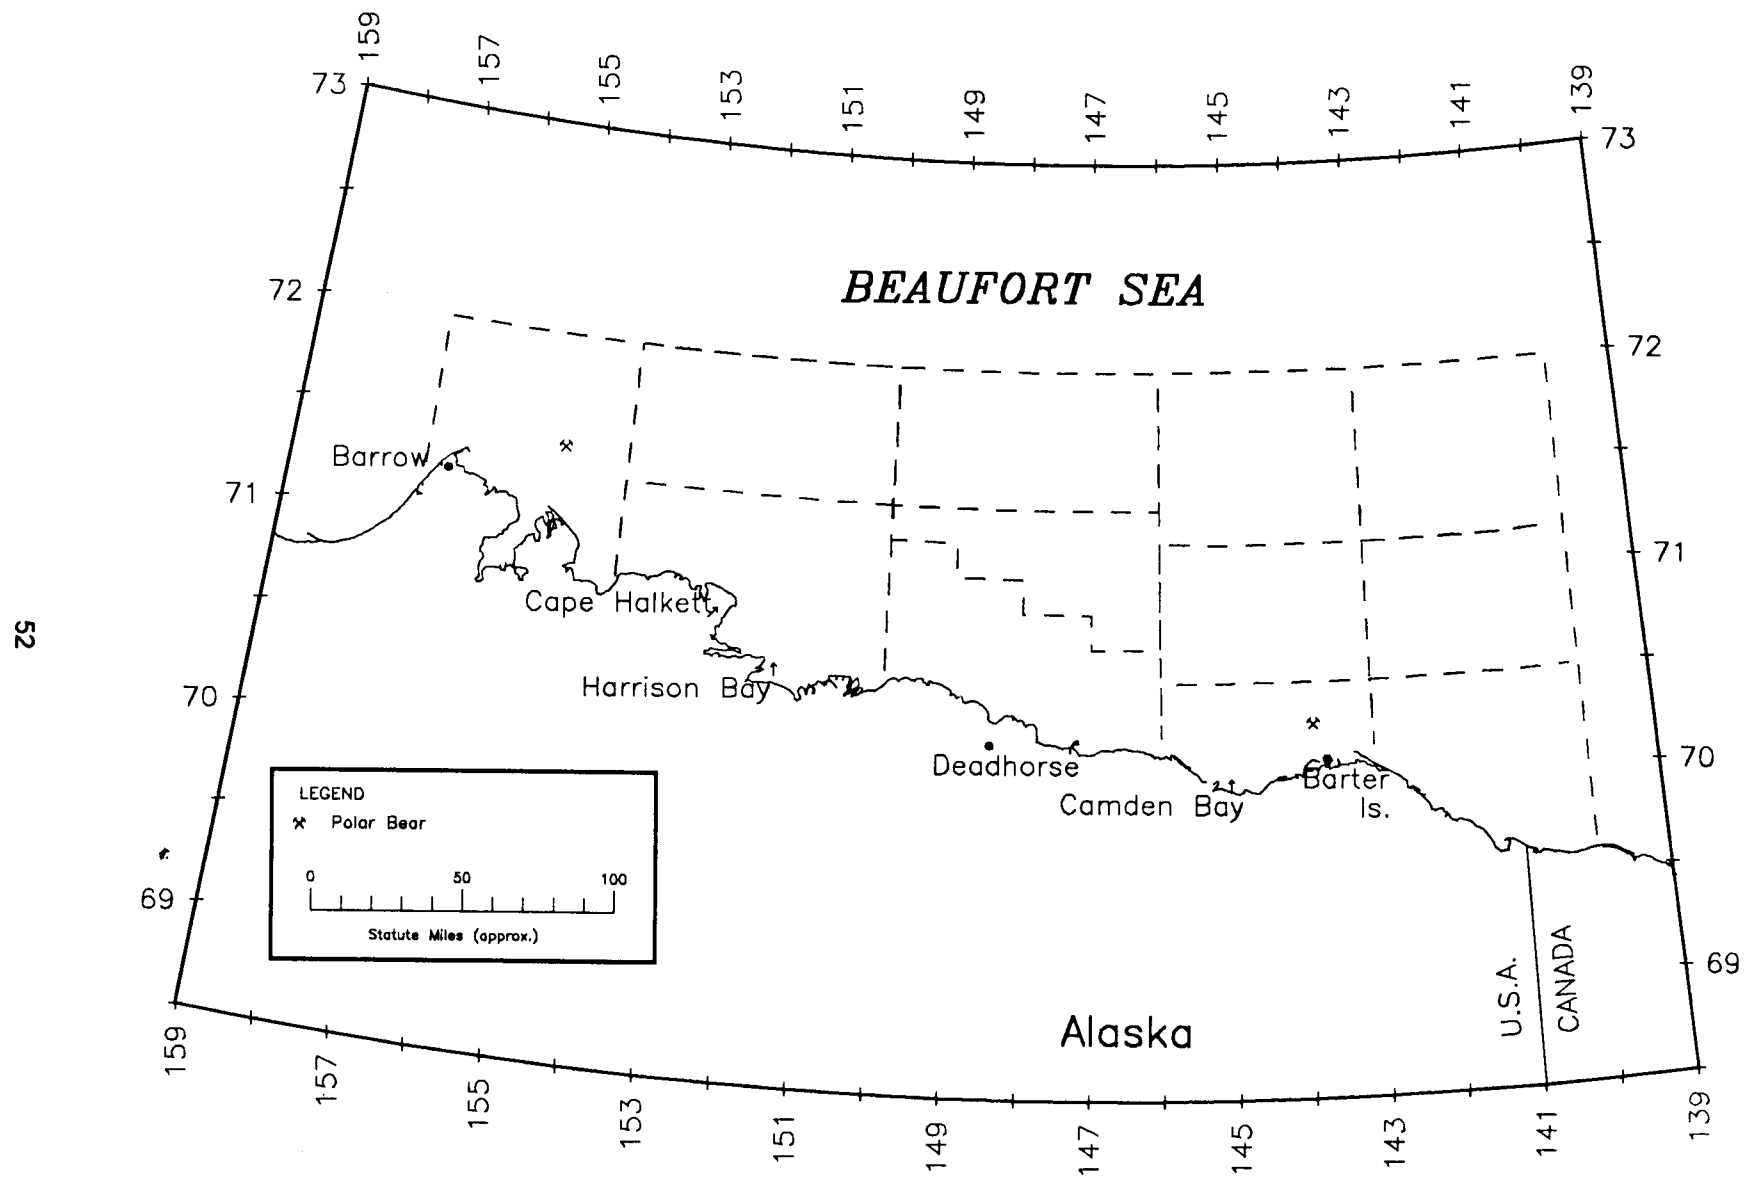 159
157
155
153
151
149
147
145
143
141
139
73
73
BEAUFORT SEA
72
72
Barrow
71
71
Cape Halkett
52
Harrison Bay
70
70
Deadhorse
Camden Bay
Barter
Is.
LEGEND
Polar Bear
0 50 100
Statute Miles (approx.)
69
69
U.S.A.
CANADA
Alaska
159
157
155
153
151
149
147
145
143
141
139